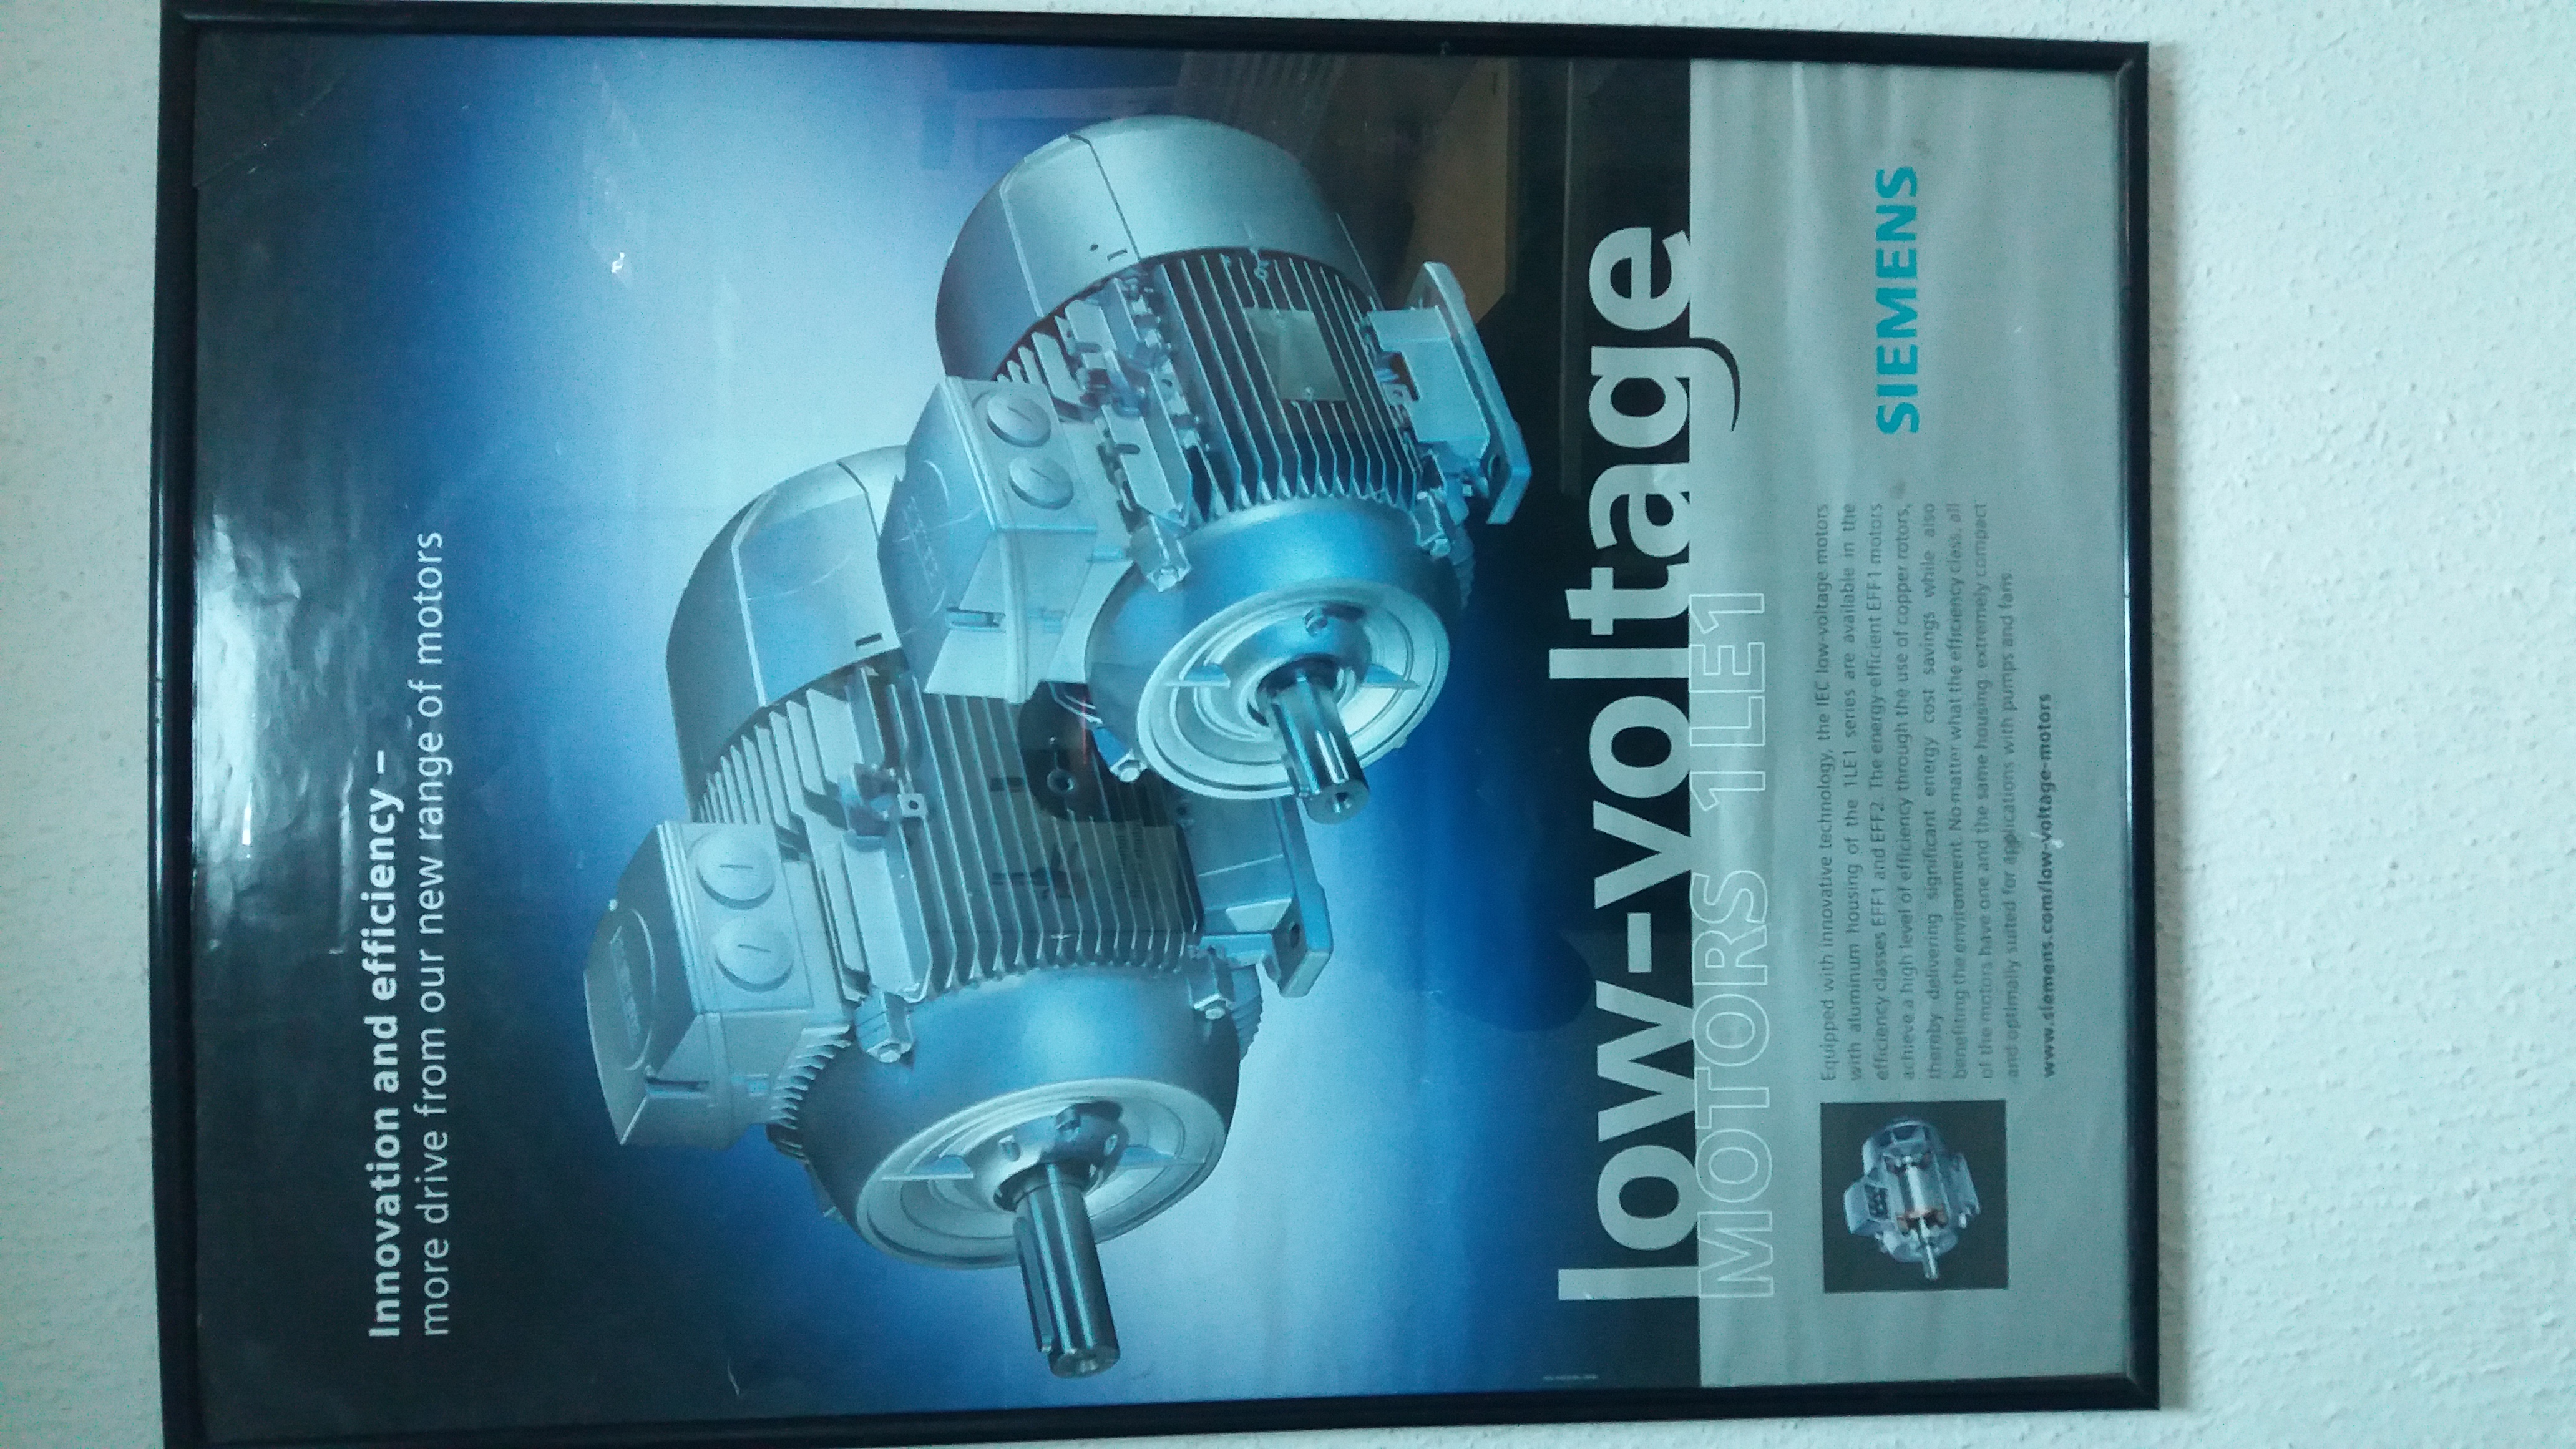 Innovation and efficiency –
more drive from our new range of motors
low-voltage
MOTORS 1LE1
Equipped with innovative technology, the IEC low-voltage motors
with aluminum housing of the 1LE1 series are available in the
efficiency classes EFF1 and EFF2. The energy-efficient EFF1 motors
achieve a high level of efficiency through the use of copper rotors,
thereby delivering significant energy cost savings while also
benefiting the environment. No matter what the efficiency class, all
of the motors have one and the same housing: extremely compact
and optimally suited for applications with pumps and fans.
www.siemens.com/low-voltage-motors
SIEMENS